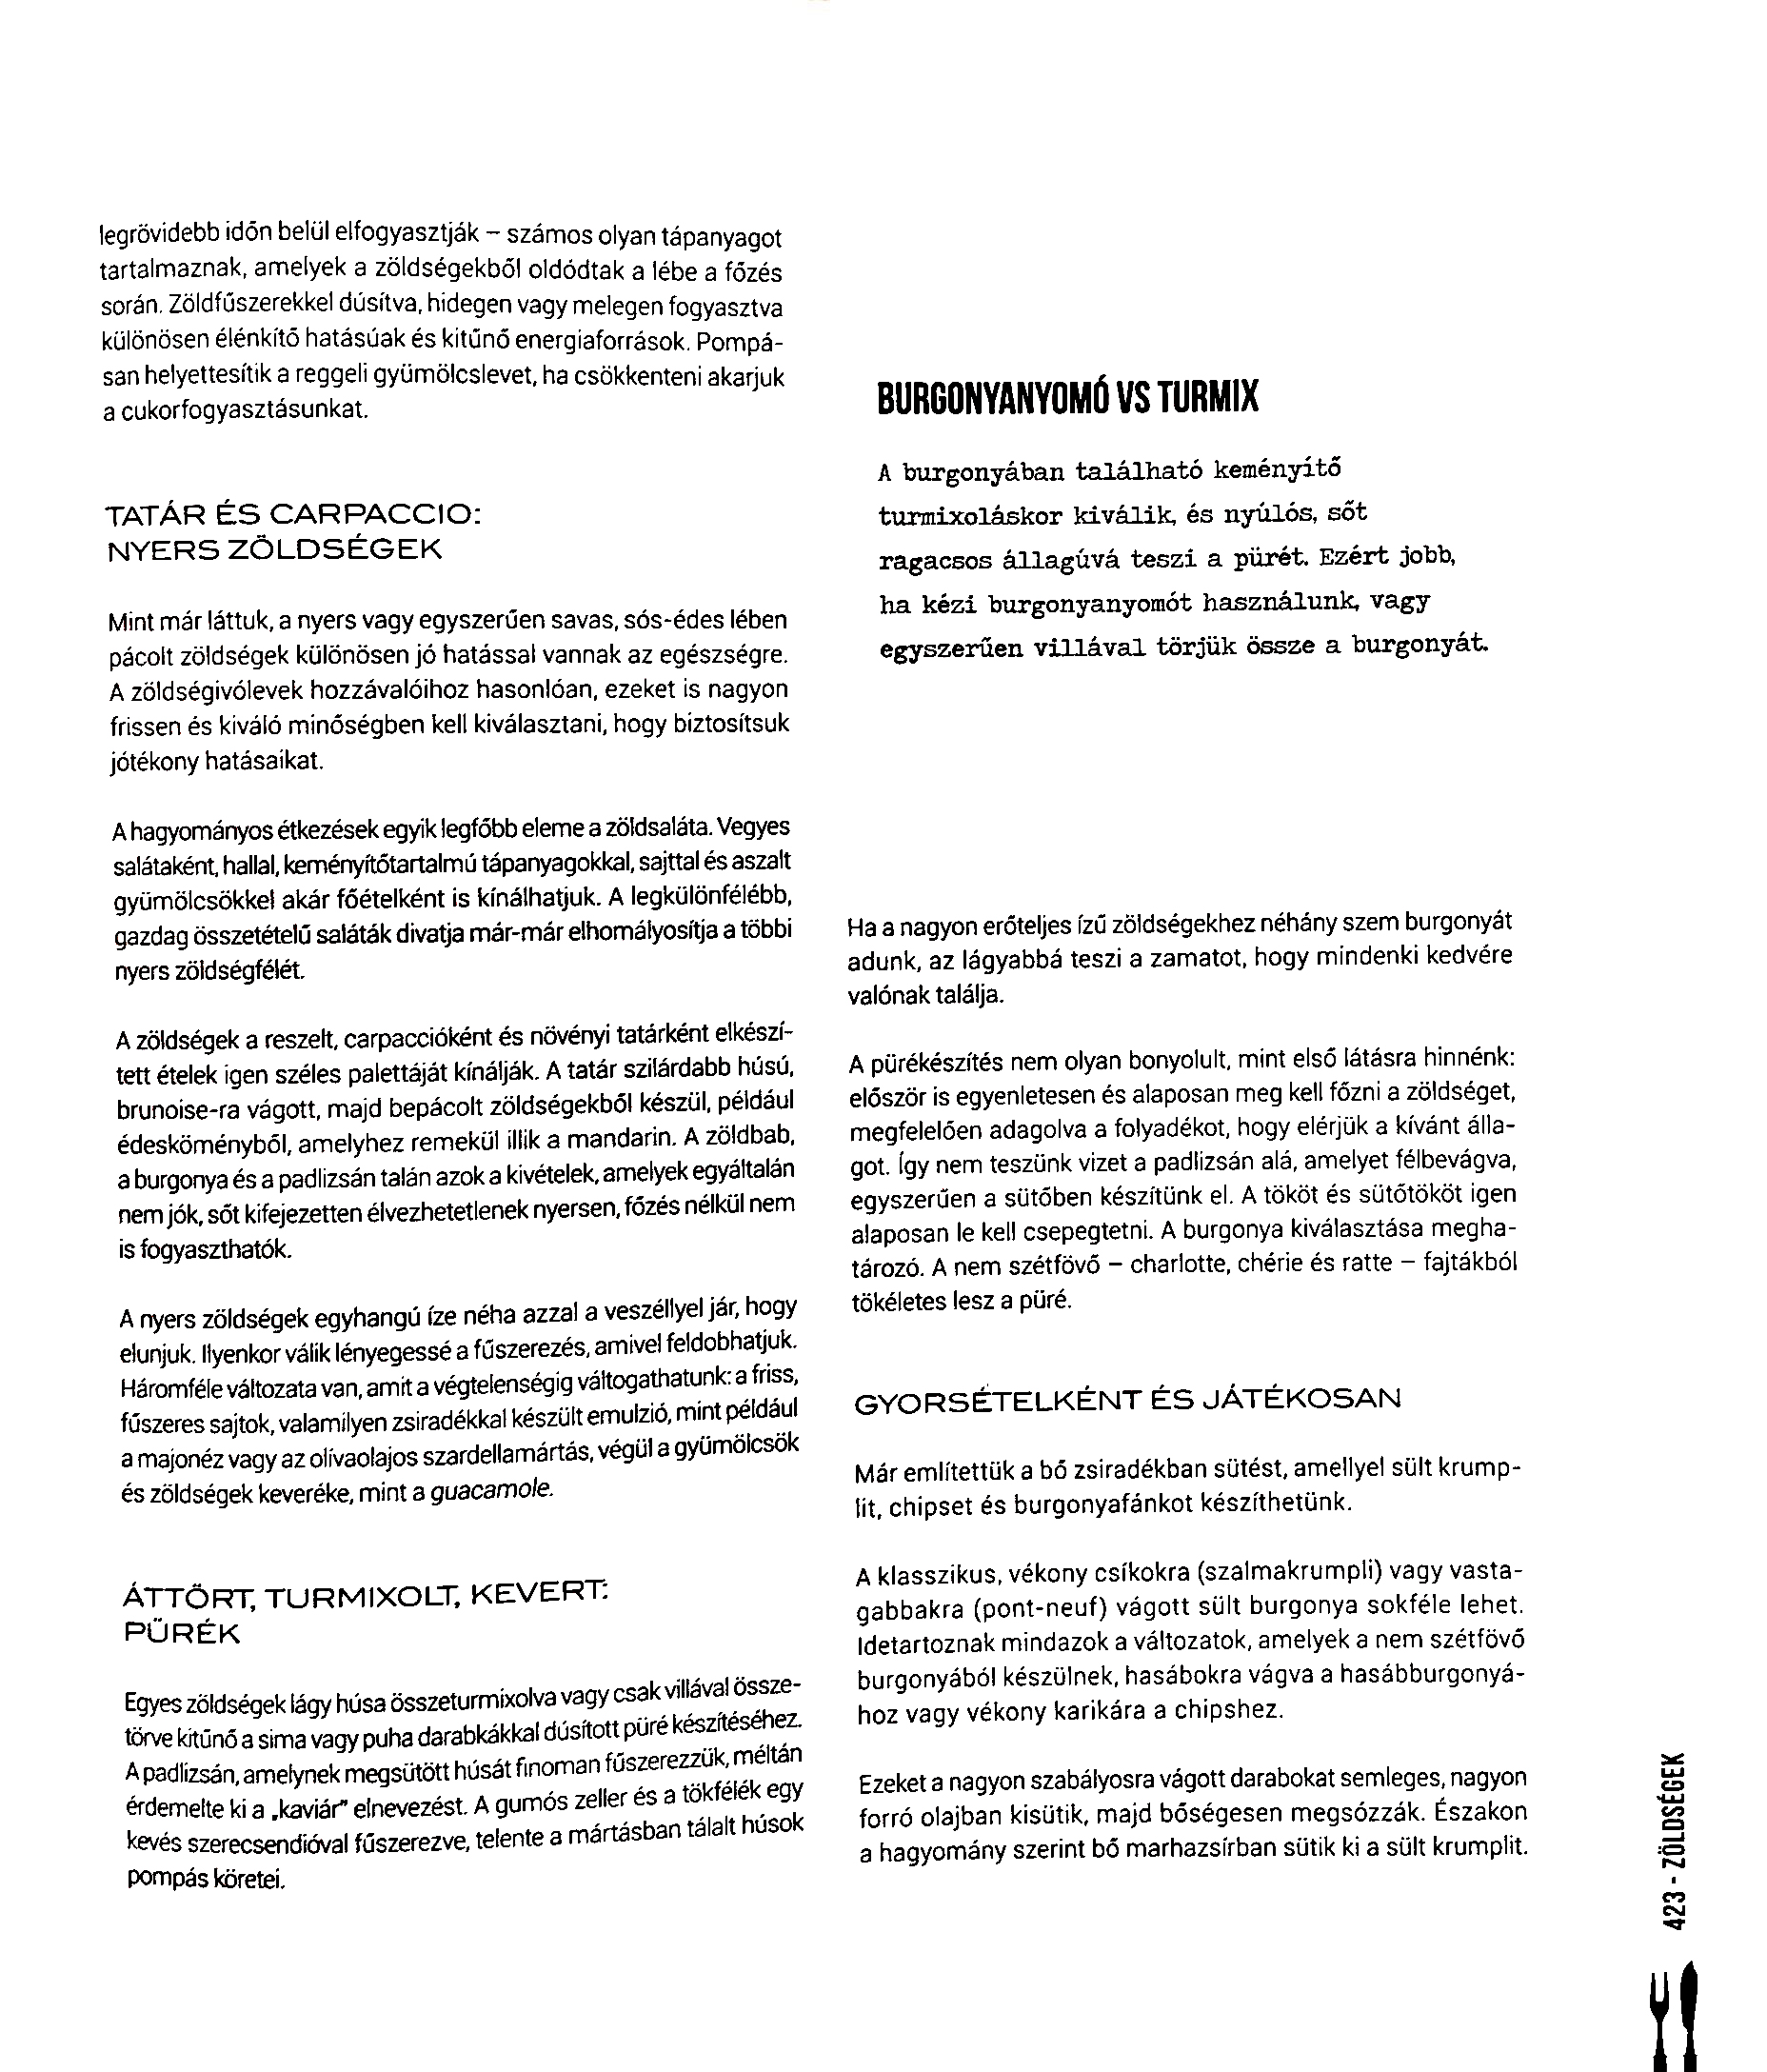 legrövidebb időn belül elfogyasztják – számos olyan tápanyagot
tartalmaznak, amelyek a zöldségekből oldódtak a lébe a főzés
során. Zöldfűszerekkel dúsítva, hidegen vagy melegen fogyasztva
különösen élénkítő hatásúak és kitűnő energiaforrások. Pompá-
san helyettesítik a reggeli gyümölcslevet, ha csökkenteni akarjuk
a cukorfogyasztásunkat.
TATÁR ÉS CARPACCIO:
NYERS ZÖLDSÉGEK
Mint már láttuk, a nyers vagy egyszerűen savas, sós-édes lében
pácolt zöldségek különösen jó hatással vannak az egészségre.
A zöldségivólevek hozzávalóihoz hasonlóan, ezeket is nagyon
frissen és kiváló minőségben kell kiválasztani, hogy biztosítsuk
jótékony hatásaikat.
A hagyományos étkezések egyik legfőbb eleme a zöldsaláta. Vegyes
salátaként, hallal, keményítőtartalmú tápanyagokkal, sajttal és aszalt
gyümölcsökkel akár főételként is kínálhatjuk. A legkülönfélébb,
gazdag összetételű saláták divatja már-már elhomályosítja a többi
nyers zöldségfélét.
A zöldségek a reszelt, carpaccióként és növényi tatárként elkészí-
tett ételek igen széles palettáját kínálják. A tatár szilárdabb húsú,
brunoise-ra vágott, majd bepácolt zöldségekből készül, például
édesköményből, amelyhez remekül illik a mandarin. A zöldbab,
a burgonya és a padlizsán talán azok a kivételek, amelyek egyáltalán
nem jók, sőt kifejezetten élvezhetetlenek nyersen, főzés nélkül nem
is fogyaszthatók.
A nyers zöldségek egyhangú íze néha azzal a veszéllyel jár, hogy
elunjuk. Ilyenkor válik lényegessé a fűszerezés, amivel feldobhatjuk.
Háromféle változata van, amit a végtelenségig váltogathatunk: a friss,
fűszeres sajtok, valamilyen zsiradékkal készült emulzió, mint például
a majonéz vagy az olívaolajos szardellamártás, végül a gyümölcsök
és zöldségek keveréke, mint a guacamole.
ÁTTÖRT, TURMIXOLT, KEVERT:
PÜRÉK
Egyes zöldségek lágy húsa összeturmixolva vagy csak villával össze-
törve kitűnő a sima vagy puha darabkákkal dúsított püré készítéséhez.
A padlizsán, amelynek megsütött húsát finoman fűszerezzük, méltán
érdemelte ki a „kaviár" elnevezést. A gumós zeller és a tökfélék egy
kevés szerecsendióval fűszerezve, telente a mártásban tálalt húsok
pompás köretei.
BURGONYANYOMÓ VS TURMIX
A burgonyában található keményítő
turmixoláskor kiválik, és nyúlós, sőt
ragacsos állagúvá teszi a pürét. Ezért jobb,
ha kézi burgonyanyomót használunk, vagy
egyszerűen villával törjük össze a burgonyát.
Ha a nagyon erőteljes ízű zöldségekhez néhány szem burgonyát
adunk, az lágyabbá teszi a zamatot, hogy mindenki kedvére
valónak találja.
A pürékészítés nem olyan bonyolult, mint első látásra hinnénk:
először is egyenletesen és alaposan meg kell főzni a zöldséget,
megfelelően adagolva a folyadékot, hogy elérjük a kívánt álla-
got. Így nem teszünk vizet a padlizsán alá, amelyet félbevágva,
egyszerűen a sütőben készítünk el. A tököt és sütőtököt igen
alaposan le kell csepegtetni. A burgonya kiválasztása megha-
tározó. A nem szétfövő – charlotte, chérie és ratte – fajtákból
tökéletes lesz a püré.
GYORSÉTELKÉNT ÉS JÁTÉKOSAN
Már említettük a bő zsiradékban sütést, amellyel sült krump-
lit, chipset és burgonyafánkot készíthetünk.
A klasszikus, vékony csíkokra (szalmakrumpli) vagy vasta-
gabbakra (pont-neuf) vágott sült burgonya sokféle lehet.
Idetartoznak mindazok a változatok, amelyek a nem szétfövő
burgonyából készülnek, hasábokra vágva a hasábburgonyá-
hoz vagy vékony karikára a chipshez.
Ezeket a nagyon szabályosra vágott darabokat semleges, nagyon
forró olajban kisütik, majd bőségesen megsózzák. Északon
a hagyomány szerint bő marhazsírban sütik ki a sült krumplit.
423 - ZÖLDSÉGEK